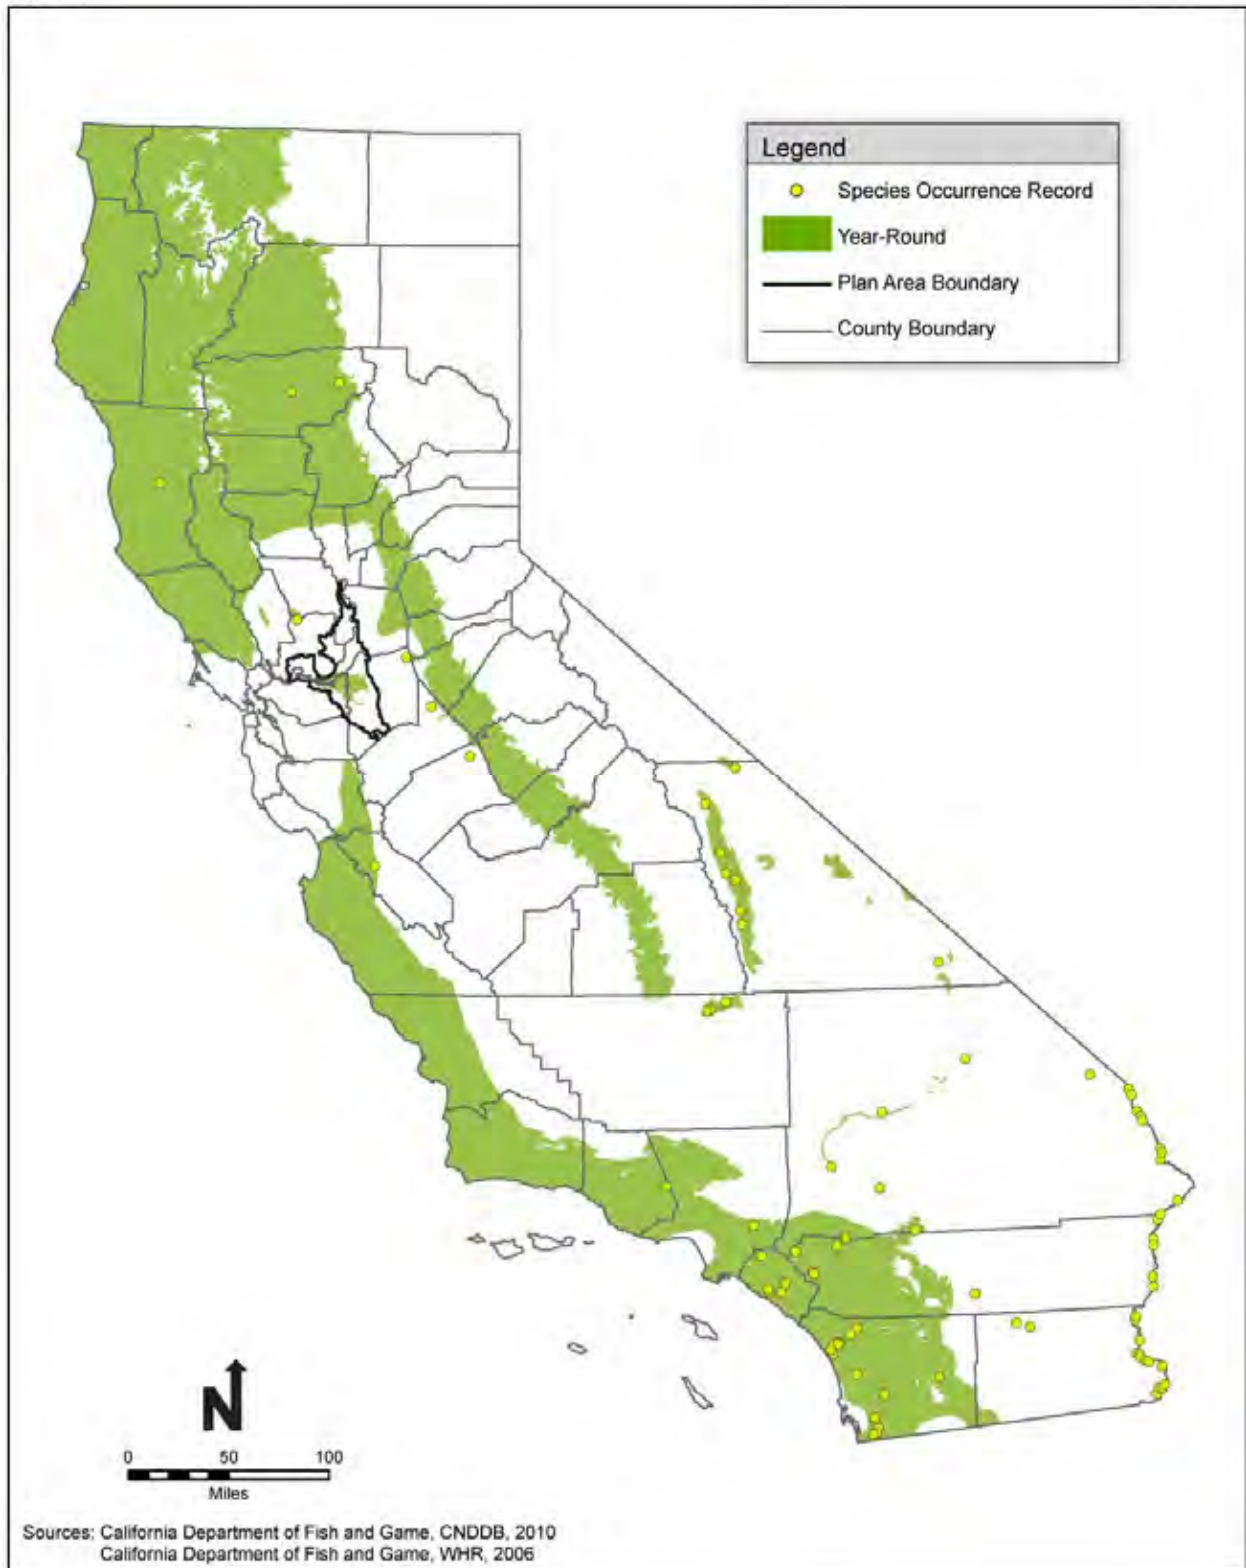 Legend
Species Occurrence Record
Year-Round
Plan Area Boundary
County Boundary
N
0 50 100
Miles
Sources: California Department of Fish and Game, CNDDB, 2010
California Department of Fish and Game, WHR, 2006